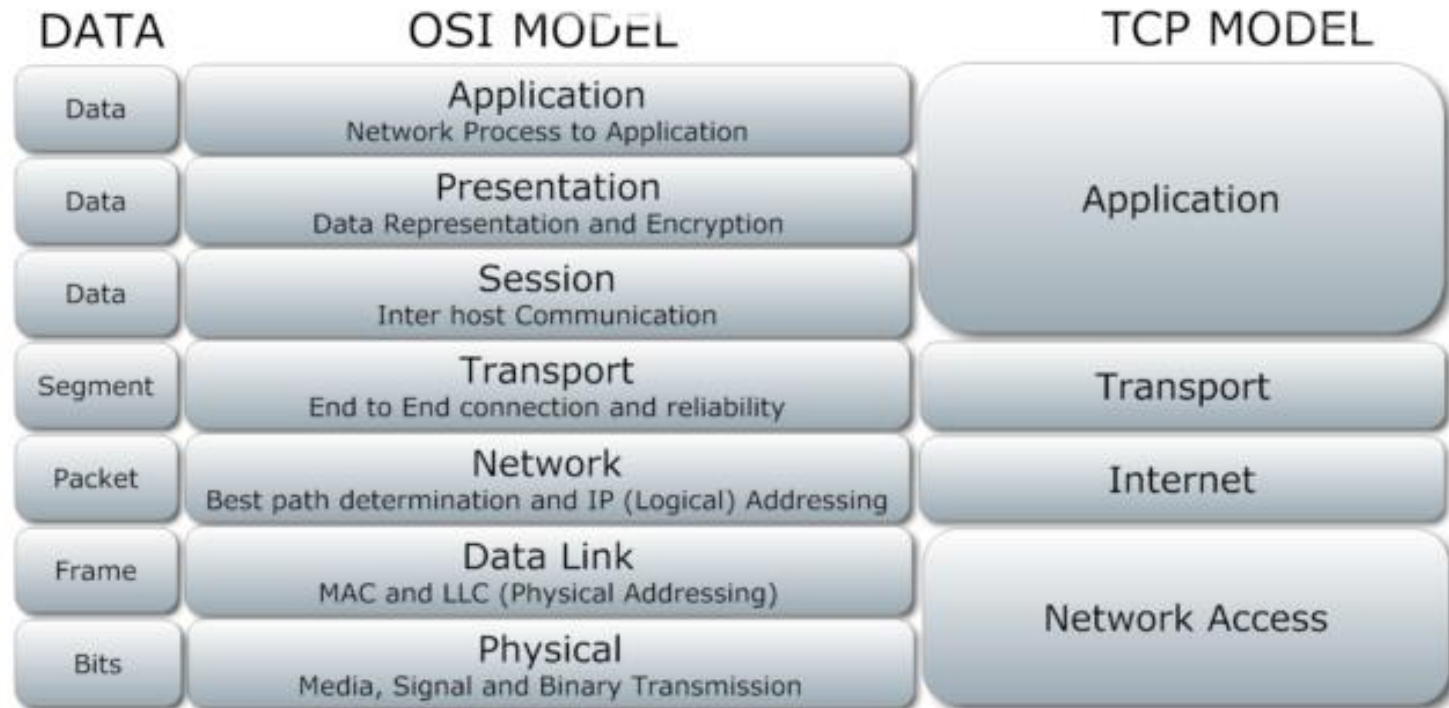 DATA OSI MODEL TCP MODEL
Data
Application
Network Process to Application
Data
Presentation
Data Representation and Encryption
Data
Session
Inter host Communication
Application
Segment
Transport
End to End connection and reliability
Transport
Packet
Network
Best path determination and IP (Logical) Addressing
Internet
Frame
Data Link
MAC and LLC (Physical Addressing)
Bits
Physical
Media, Signal and Binary Transmission
Network Access